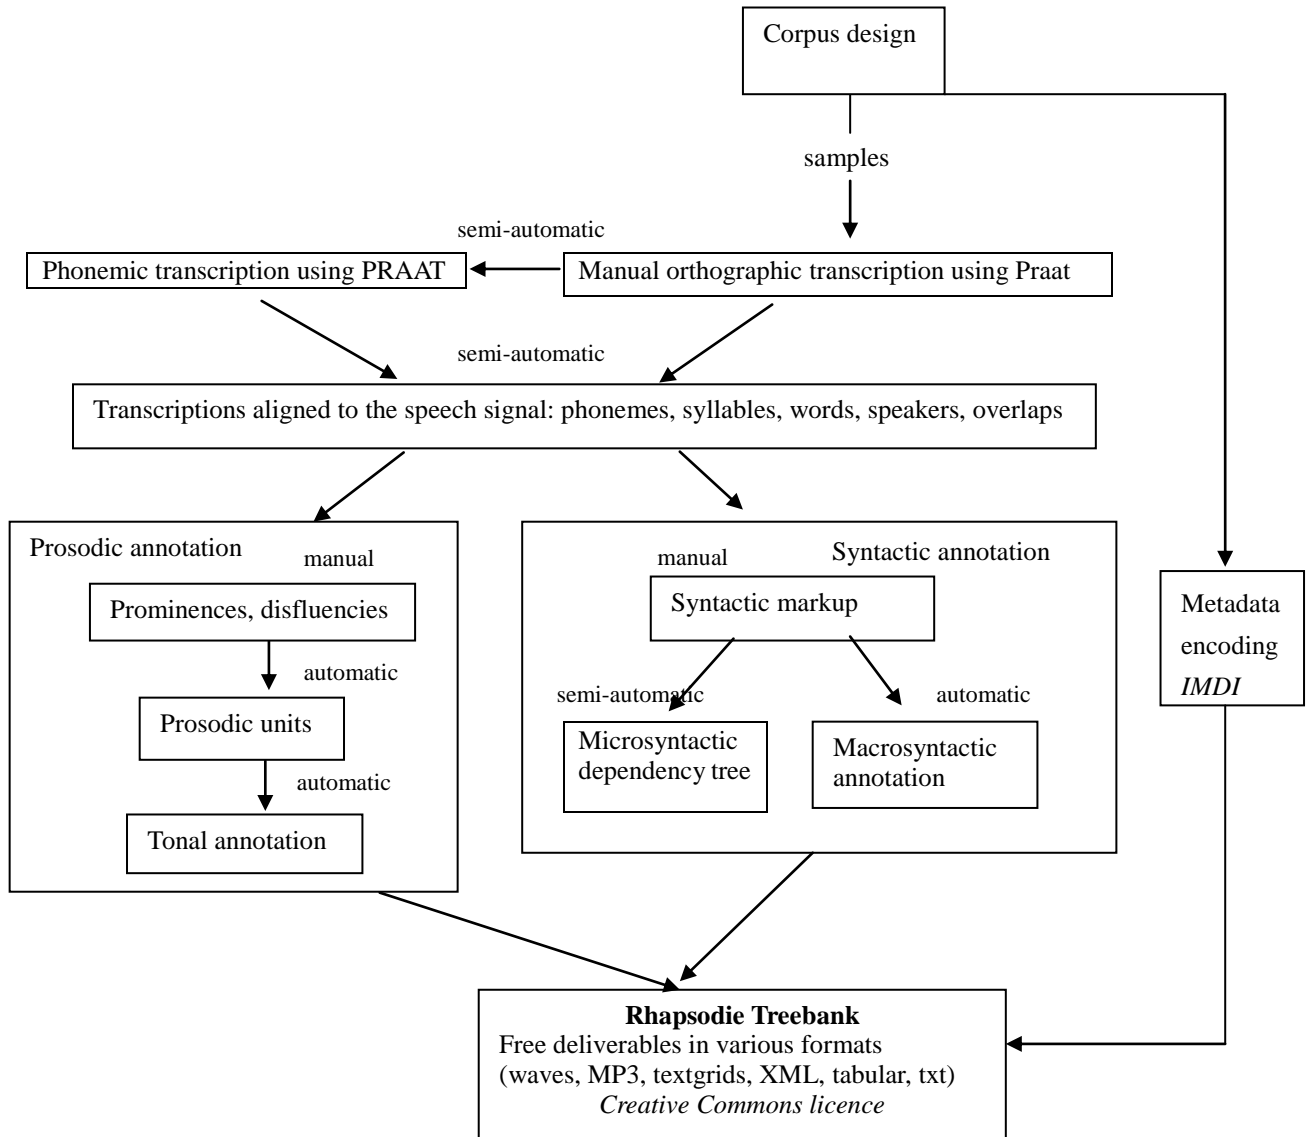 Corpus design
samples
semi-automatic
Phonemic transcription using PRAAT
Manual orthographic transcription using Praat
semi-automatic
Transcriptions aligned to the speech signal: phonemes, syllables, words, speakers, overlaps
Prosodic annotation
manual
Prominences, disfluencies
automatic
Prosodic units
automatic
Tonal annotation
Syntactic annotation
manual
Syntactic markup
semi-automatic
automatic
Microsyntactic
dependency tree
Macrosyntactic
annotation
Metadata
encoding
IMDI
Rhapsodie Treebank
Free deliverables in various formats
(waves, MP3, textgrids, XML, tabular, txt)
Creative Commons licence